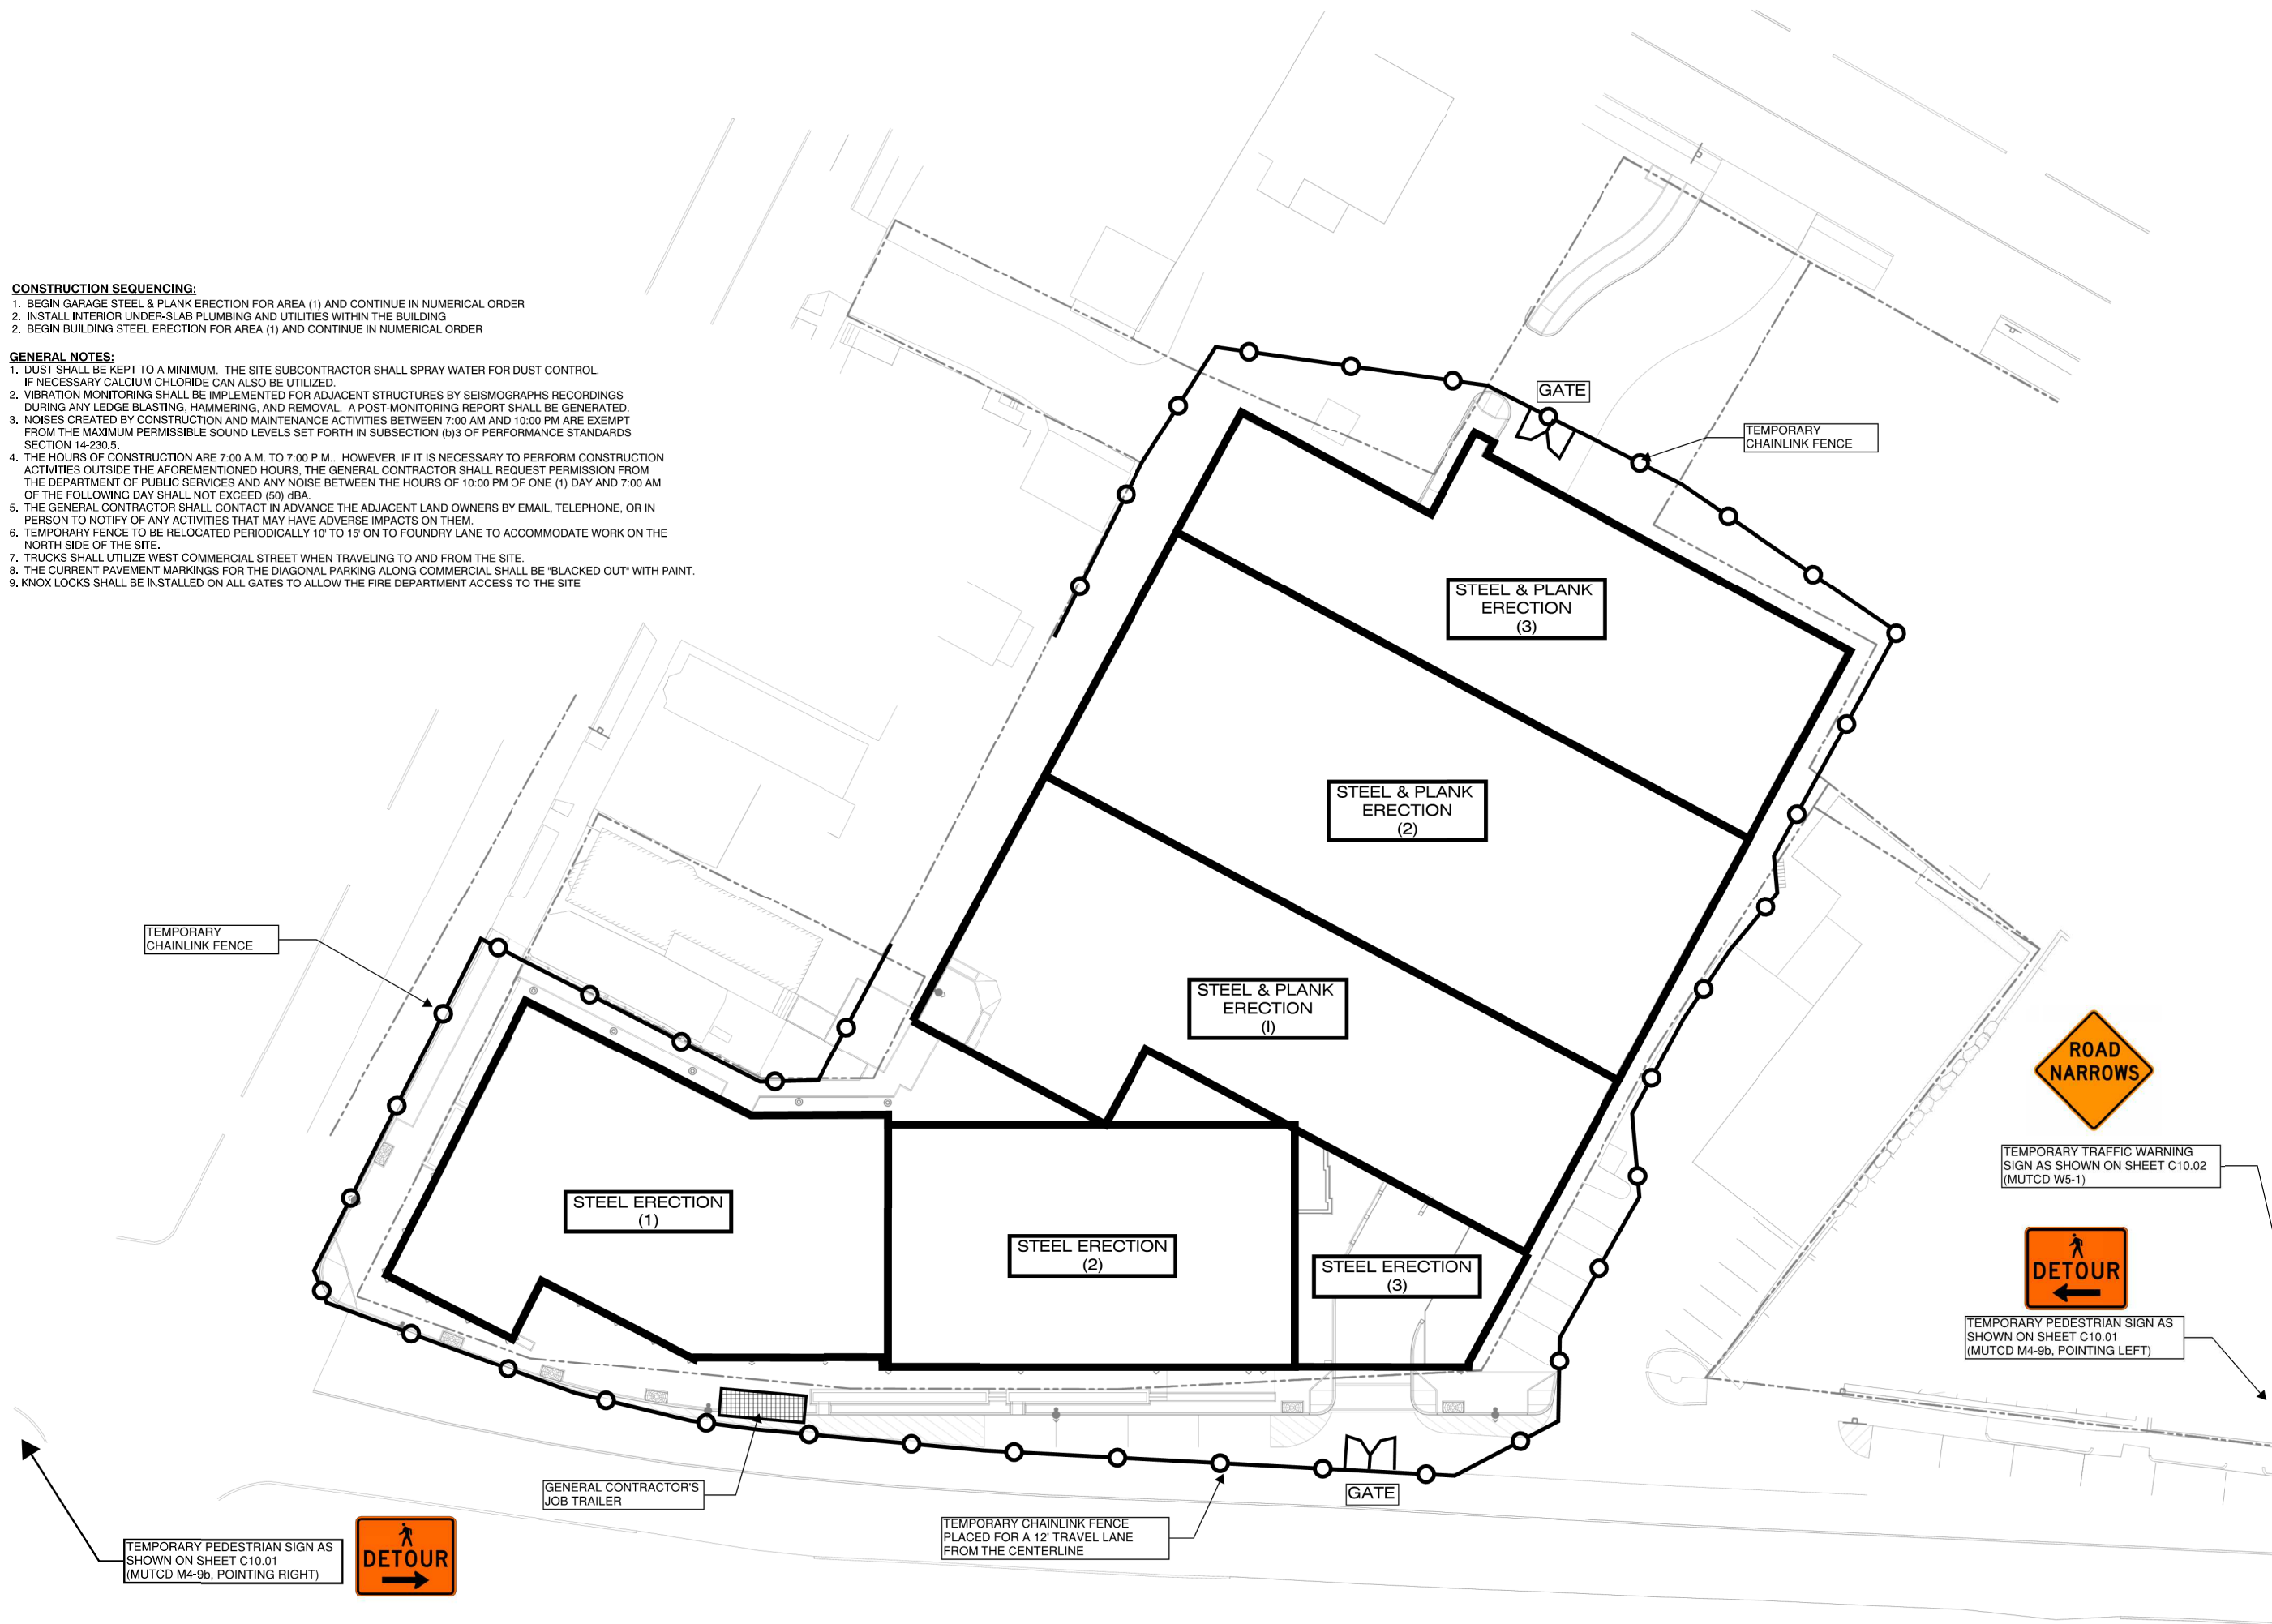 CONSTRUCTION SEQUENCING:
1. BEGIN GARAGE STEEL & PLANK ERECTION FOR AREA (1) AND CONTINUE IN NUMERICAL ORDER
2. INSTALL INTERIOR UNDER-SLAB PLUMBING AND UTILITIES WITHIN THE BUILDING
2. BEGIN BUILDING STEEL ERECTION FOR AREA (1) AND CONTINUE IN NUMERICAL ORDER
GENERAL NOTES:
1. DUST SHALL BE KEPT TO A MINIMUM. THE SITE SUBCONTRACTOR SHALL SPRAY WATER FOR DUST CONTROL.
IF NECESSARY CALCIUM CHLORIDE CAN ALSO BE UTILIZED.
2. VIBRATION MONITORING SHALL BE IMPLEMENTED FOR ADJACENT STRUCTURES BY SEISMOGRAPHS RECORDINGS
DURING ANY LEDGE BLASTING, HAMMERING, AND REMOVAL. A POST-MONITORING REPORT SHALL BE GENERATED.
3. NOISES CREATED BY CONSTRUCTION AND MAINTENANCE ACTIVITIES BETWEEN 7:00 AM AND 10:00 PM ARE EXEMPT
FROM THE MAXIMUM PERMISSIBLE SOUND LEVELS SET FORTH IN SUBSECTION (b)3 OF PERFORMANCE STANDARDS
SECTION 14-230.5.
4. THE HOURS OF CONSTRUCTION ARE 7:00 A.M. TO 7:00 P.M.. HOWEVER, IF IT IS NECESSARY TO PERFORM CONSTRUCTION
ACTIVITIES OUTSIDE THE AFOREMENTIONED HOURS, THE GENERAL CONTRACTOR SHALL REQUEST PERMISSION FROM
THE DEPARTMENT OF PUBLIC SERVICES AND ANY NOISE BETWEEN THE HOURS OF 10:00 PM OF ONE (1) DAY AND 7:00 AM
OF THE FOLLOWING DAY SHALL NOT EXCEED (50) dBA.
5. THE GENERAL CONTRACTOR SHALL CONTACT IN ADVANCE THE ADJACENT LAND OWNERS BY EMAIL, TELEPHONE, OR IN
PERSON TO NOTIFY OF ANY ACTIVITIES THAT MAY HAVE ADVERSE IMPACTS ON THEM.
6. TEMPORARY FENCE TO BE RELOCATED PERIODICALLY 10' TO 15' ON TO FOUNDRY LANE TO ACCOMMODATE WORK ON THE
NORTH SIDE OF THE SITE.
7. TRUCKS SHALL UTILIZE WEST COMMERCIAL STREET WHEN TRAVELING TO AND FROM THE SITE.
8. THE CURRENT PAVEMENT MARKINGS FOR THE DIAGONAL PARKING ALONG COMMERCIAL SHALL BE "BLACKED OUT" WITH PAINT.
9. KNOX LOCKS SHALL BE INSTALLED ON ALL GATES TO ALLOW THE FIRE DEPARTMENT ACCESS TO THE SITE
GATE
TEMPORARY
CHAINLINK FENCE
STEEL & PLANK
ERECTION
(3)
STEEL & PLANK
ERECTION
(2)
STEEL & PLANK
ERECTION
(I)
TEMPORARY
CHAINLINK FENCE
STEEL ERECTION
(1)
STEEL ERECTION
(2)
STEEL ERECTION
(3)
ROAD
NARROWS
TEMPORARY TRAFFIC WARNING
SIGN AS SHOWN ON SHEET C10.02
(MUTCD W5-1)
DETOUR
TEMPORARY PEDESTRIAN SIGN AS
SHOWN ON SHEET C10.01
(MUTCD M4-9b, POINTING LEFT)
GENERAL CONTRACTOR'S
JOB TRAILER
GATE
TEMPORARY CHAINLINK FENCE
PLACED FOR A 12' TRAVEL LANE
FROM THE CENTERLINE
TEMPORARY PEDESTRIAN SIGN AS
SHOWN ON SHEET C10.01
(MUTCD M4-9b, POINTING RIGHT)
DETOUR